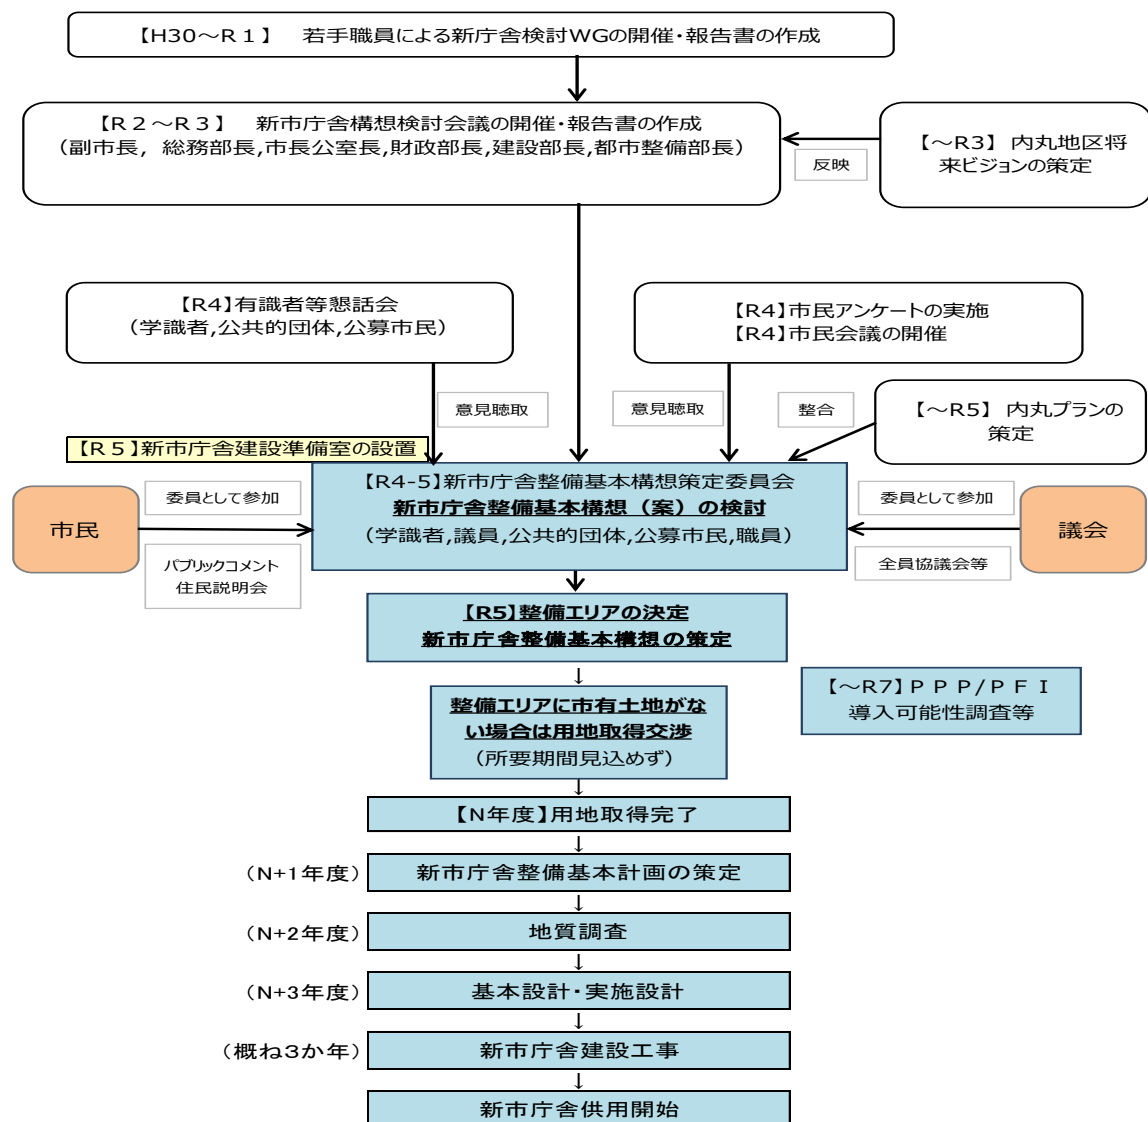 【H30～R１】　若手職員による新庁舎検討WGの開催・報告書の作成
【R２～R３】　新市庁舎構想検討会議の開催・報告書の作成
（副市長，総務部長,市長公室長,財政部長,建設部長,都市整備部長）
反映
【～R3】内丸地区将
来ビジョンの策定
【R4】有識者等懇話会
（学識者,公共的団体,公募市民）
【R4】市民アンケートの実施
【R4】市民会議の開催
意見聴取
意見聴取
整合
【～R5】内丸プランの
策定
【R５】新市庁舎建設準備室の設置
【R4-5】新市庁舎整備基本構想策定委員会
新市庁舎整備基本構想（案）の検討
（学識者,議員,公共的団体,公募市民,職員）
市民
委員として参加
パブリックコメント
住民説明会
委員として参加
全員協議会等
議会
【R5】整備エリアの決定
新市庁舎整備基本構想の策定
↓
整備エリアに市有土地がな
い場合は用地取得交渉
（所要期間見込めず）
【～R7】ＰＰＰ/ＰＦＩ
導入可能性調査等
↓
【N年度】用地取得完了
↓
（N+1年度）　新市庁舎整備基本計画の策定
↓
（N+2年度）　地質調査
↓
（N+3年度）　基本設計・実施設計
↓
（概ね３か年）　新市庁舎建設工事
↓
新市庁舎供用開始